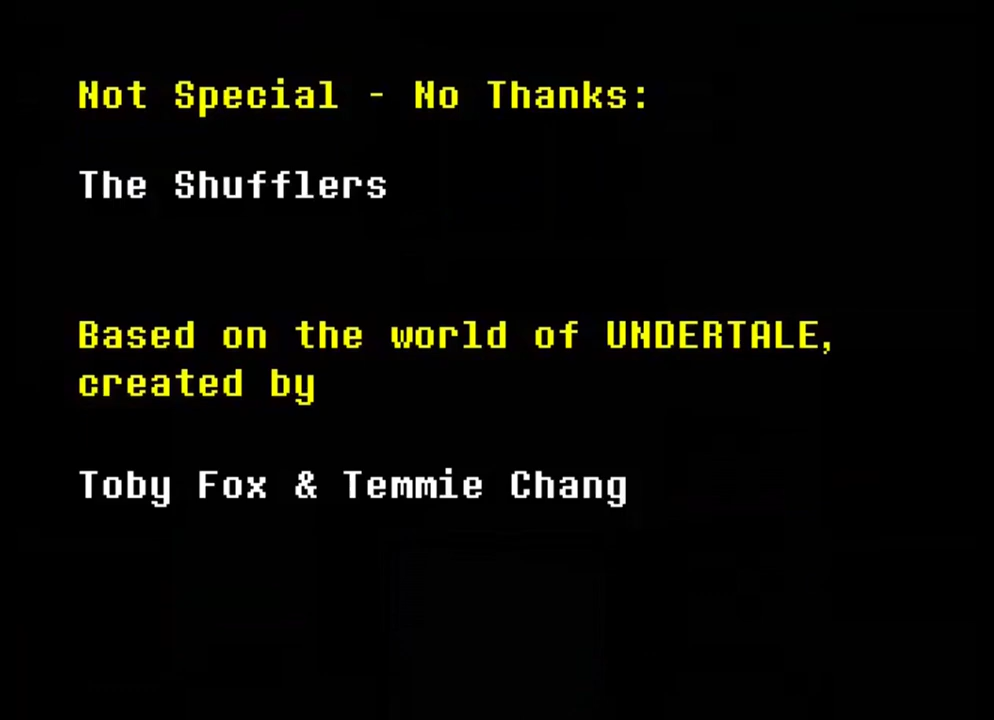 Not Special - No Thanks:
The Shufflers
Based on the world of UNDERTALE,
created by
Toby Fox & Temmie Chang